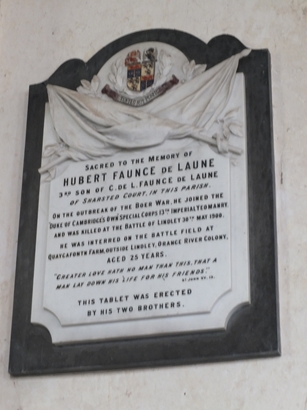 SACRED TO THE MEMORY OF
HUBERT FAUNCE DE LAUNE
3RD SON OF C. DE L. FAUNCE DE LAUNE
OF SHARSTED COURT, IN THIS PARISH.
ON THE OUTBREAK OF THE BOER WAR, HE JOINED THE
DUKE OF CAMBRIDGE'S OWN SPECIAL CORPS 13TH IMPERIAL YEOMANRY,
AND WAS KILLED AT THE BATTLE OF LINDLEY 30TH MAY 1900.
HE WAS INTERRED ON THE BATTLE FIELD AT
FARM, OUTSIDE LINDLEY, ORANGE RIVER COLONY,
AGED 25 YEARS.
"GREATER LOVE HATH NO MAN THAN THIS, THAT A
MAN LAY DOWN HIS LIFE FOR HIS FRIENDS."
ST JOHN XV. 13.
THIS TABLET WAS ERECTED
BY HIS TWO BROTHERS.